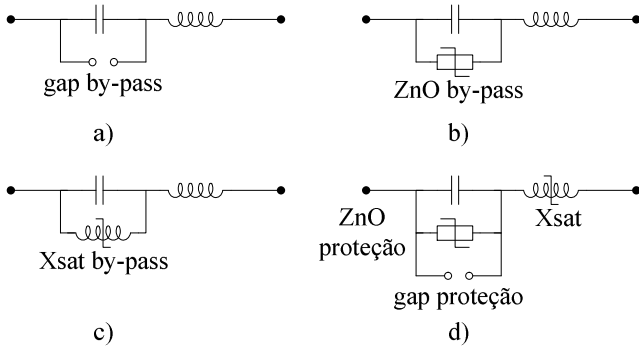 gap by-pass
a)
ZnO by-pass
b)
Xsat by-pass
c)
ZnO
proteção
Xsat
gap proteção
d)